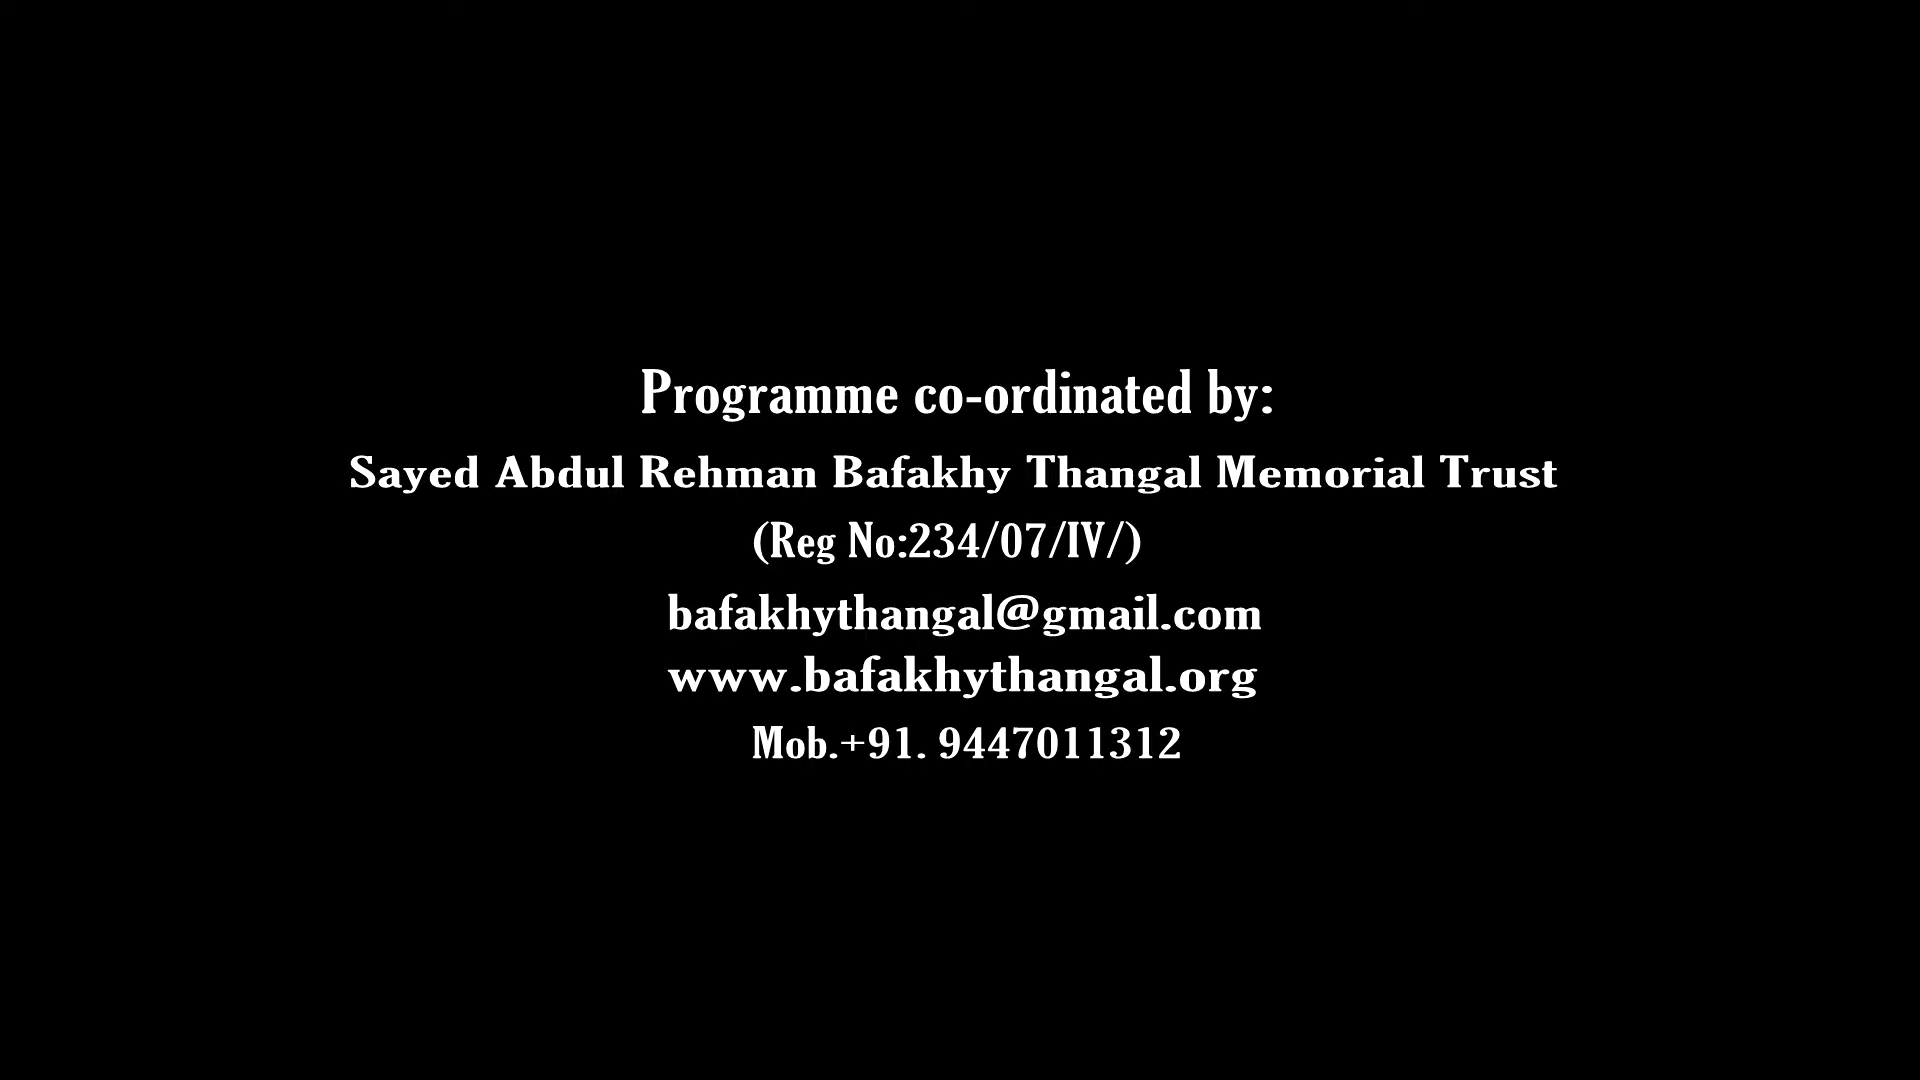 Programme co-ordinated by:
Sayed Abdul Rehman Bafakhy Thangal Memorial Trust
(Reg No:234/07/IV/)
bafakhythangal@gmail.com
www.bafakhythangal.org
Mob.+91. 9447011312